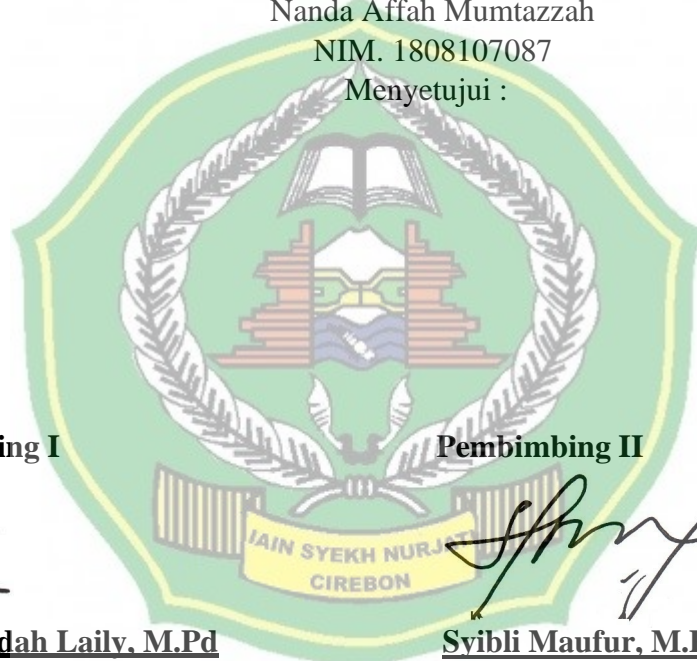 Nanda Affah Mumtazzah
NIM. 1808107087
Menyetujui :
ing I
Pembimbing II
IAIN SYEKH NURJATI
CIREBON
dah Laily, M.Pd
Syibli Maufur, M.